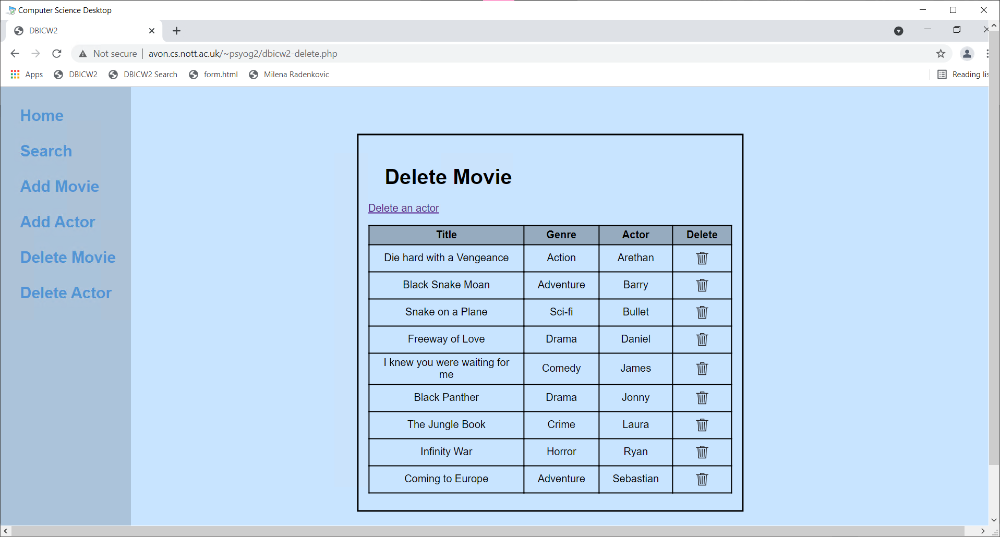 Computer Science Desktop
DBICW2
Not secure | avon.cs.nott.ac.uk/~psyog2/dbicw2-delete.php
Apps DBICW2 DBICW2 Search form.html Milena Radenkovic Reading lis
Home
Search
Add Movie
Add Actor
Delete Movie
Delete Actor
Delete Movie
Delete an actor
Title Genre Actor Delete
Die hard with a Vengeance Action Arethan
Black Snake Moan Adventure Barry
Snake on a Plane Sci-fi Bullet
Freeway of Love Drama Daniel
I knew you were waiting for
me Comedy James
Black Panther Drama Jonny
The Jungle Book Crime Laura
Infinity War Horror Ryan
Coming to Europe Adventure Sebastian